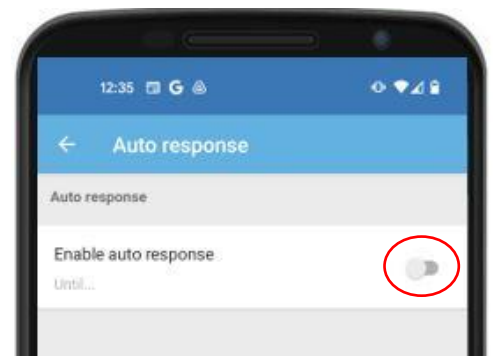 12:35 G
Auto response
Auto response
Enable auto response
Until...